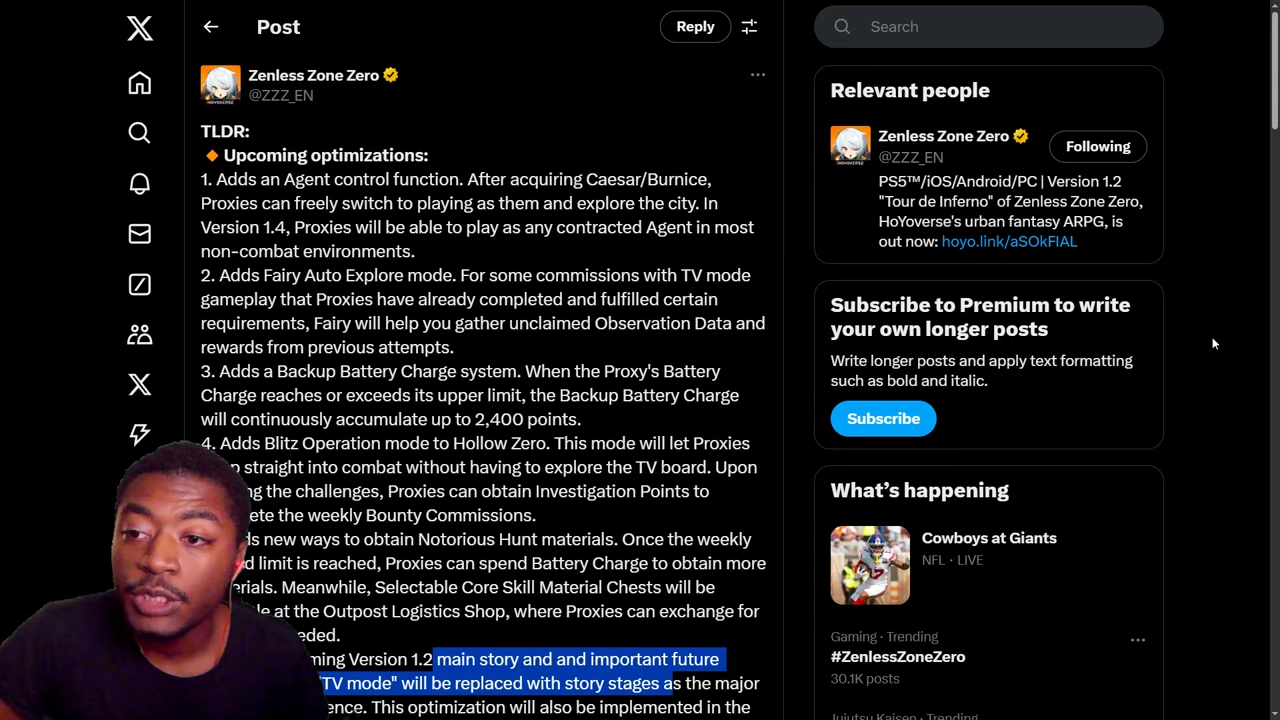 Post
Reply
Search
Zenless Zone Zero
@ZZZ_EN
TLDR:
🔸Upcoming optimizations:
1. Adds an Agent control function. After acquiring Caesar/Burnice,
Proxies can freely switch to playing as them and explore the city. In
Version 1.4, Proxies will be able to play as any contracted Agent in most
non-combat environments.
2. Adds Fairy Auto Explore mode. For some commissions with TV mode
gameplay that Proxies have already completed and fulfilled certain
requirements, Fairy will help you gather unclaimed Observation Data and
rewards from previous attempts.
3. Adds a Backup Battery Charge system. When the Proxy's Battery
Charge reaches or exceeds its upper limit, the Backup Battery Charge
will continuously accumulate up to 2,400 points.
4. Adds Blitz Operation mode to Hollow Zero. This mode will let Proxies
straight into combat without having to explore the TV board. Upon
the challenges, Proxies can obtain Investigation Points to
the weekly Bounty Commissions.
new ways to obtain Notorious Hunt materials. Once the weekly
limit is reached, Proxies can spend Battery Charge to obtain more
Meanwhile, Selectable Core Skill Material Chests will be
at the Outpost Logistics Shop, where Proxies can exchange for
Version 1.2 main story and and important future
"TV mode" will be replaced with story stages as the major
This optimization will also be implemented in the
Relevant people
Zenless Zone Zero
@ZZZ_EN
Following
PS5™/iOS/Android/PC | Version 1.2
"Tour de Inferno" of Zenless Zone Zero,
HoYoverse's urban fantasy ARPG, is
out now: hoyo.link/aSOkFIAL
Subscribe to Premium to write
your own longer posts
Write longer posts and apply text formatting
such as bold and italic.
Subscribe
What's happening
Cowboys at Giants
NFL · LIVE
Gaming · Trending
#ZenlessZoneZero
30.1K posts
Jujutsu Kaisen · Trending